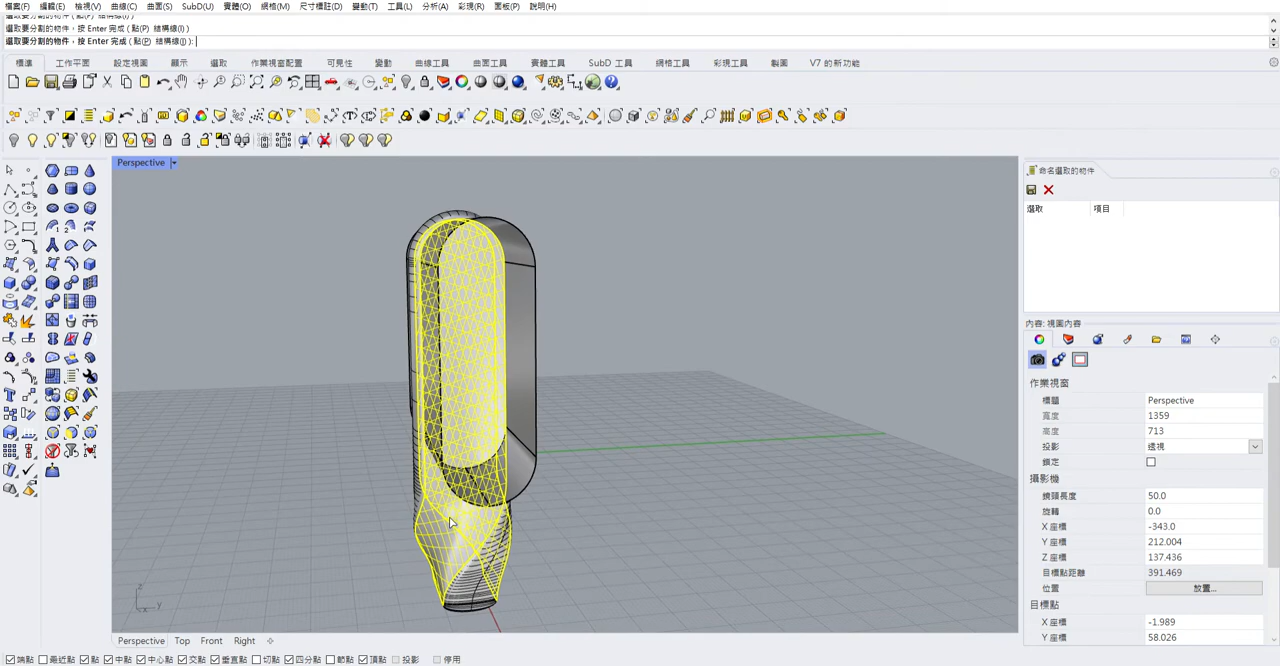 檔案(F) 編輯(E) 檢視(V) 曲線(C) 曲面(S) SubD(U) 實體(O) 網格(M) 尺寸標註(D) 變動(T) 工具(L) 分析(A) 彩現(R) 面板(P) 說明(H)
選取要分割的物件，按 Enter 完成 ( 點(P) 結構線(I) )
選取要分割的物件，按 Enter 完成 ( 點(P) 結構線(I) ):
標準 工作平面 設定視圖 顯示 選取 作業視窗配置 可見性 變動 曲線工具 曲面工具 實體工具 SubD 工具 網格工具 彩現工具 製圖 V7 的新功能
Perspective
命名選取的物件
選取 項目
內容: 視圖內容
作業視窗
標題 Perspective
寬度 1359
高度 713
投影 透視
鎖定
攝影機
鏡頭長度 50.0
旋轉 0.0
X 座標 -343.0
Y 座標 212.004
Z 座標 137.436
目標點距離 391.469
位置 放置...
目標點
X 座標 -1.989
Y 座標 58.026
z
x y
Perspective Top Front Right
端點 最近點 點 中點 中心點 交點 垂直點 切點 四分點 節點 頂點 投影 停用